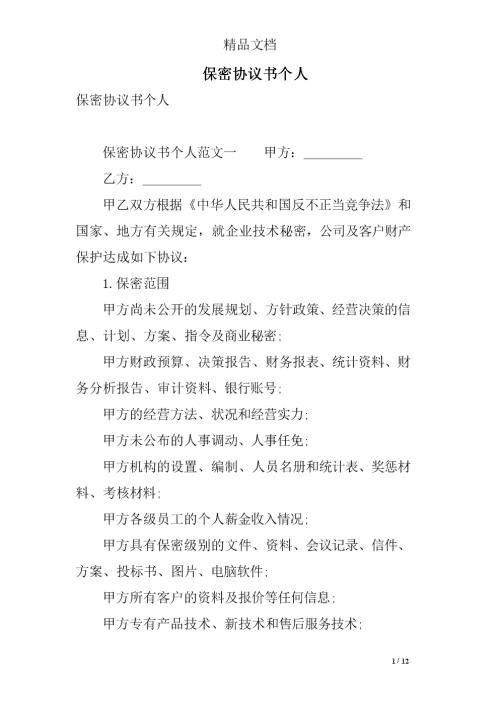 精品文档
保密协议书个人
保密协议书个人
保密协议书个人范文一 甲方：_________
乙方：_________
甲乙双方根据《中华人民共和国反不正当竞争法》和
国家、地方有关规定，就企业技术秘密，公司及客户财产
保护达成如下协议：
1.保密范围
甲方尚未公开的发展规划、方针政策、经营决策的信
息、计划、方案、指令及商业秘密;
甲方财政预算、决策报告、财务报表、统计资料、财
务分析报告、审计资料、银行账号;
甲方的经营方法、状况和经营实力;
甲方未公布的人事调动、人事任免;
甲方机构的设置、编制、人员名册和统计表、奖惩材
料、考核材料;
甲方各级员工的个人薪金收入情况;
甲方具有保密级别的文件、资料、会议记录、信件、
方案、投标书、图片、电脑软件;
甲方所有客户的资料及报价等任何信息;
甲方专有产品技术、新技术和售后服务技术;
1 / 12